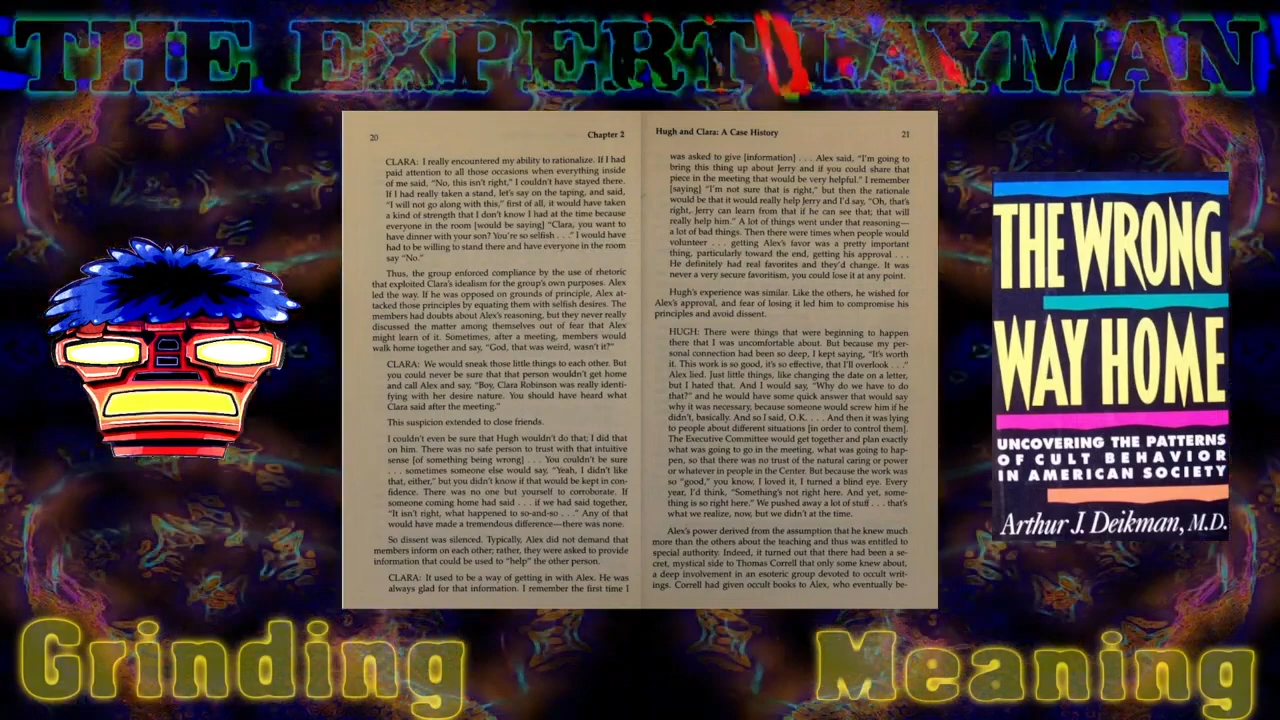 THE EXPERT\LAYMAN
20
Chapter 2
CLARA: I really encountered my ability to rationalize. If I had
paid attention to all those occasions when everything inside
of me said, "No, this isn't right," I couldn't have stayed there.
If I had really taken a stand, let's say on the taping, and said,
"I will not go along with this," first of all, it would have taken
a kind of strength that I don't know I had at the time because
everyone in the room [would be saying] "Clara, you want to
have dinner with your son? You're so selfish . . ." I would have
had to be willing to stand there and have everyone in the room
say "No."
Thus, the group enforced compliance by the use of rhetoric
that exploited Clara's idealism for the group's own purposes. Alex
led the way. If he was opposed on grounds of principle, Alex at-
tacked those principles by equating them with selfish desires. The
members had doubts about Alex's reasoning, but they never really
discussed the matter among themselves out of fear that Alex
might learn of it. Sometimes, after a meeting, members would
walk home together and say, "God, that was weird, wasn't it?"
CLARA: We would sneak those little things to each other. But
you could never be sure that that person wouldn't get home
and call Alex and say, "Boy, Clara Robinson was really identi-
fying with her desire nature. You should have heard what
Clara said after the meeting."
This suspicion extended to close friends.
I couldn't even be sure that Hugh wouldn't do that; I did that
on him. There was no safe person to trust with that intuitive
sense [of something being wrong] . . . You couldn't be sure
. . . sometimes someone else would say, "Yeah, I didn't like
that, either," but you didn't know if that would be kept in con-
fidence. There was no one but yourself to corroborate. If
someone coming home had said . . . if we had said together,
"It isn't right, what happened to so-and-so . . ." Any of that
would have made a tremendous difference—there was none.
So dissent was silenced. Typically, Alex did not demand that
members inform on each other; rather, they were asked to provide
information that could be used to "help" the other person.
CLARA: It used to be a way of getting in with Alex. He was
always glad for that information. I remember the first time I
Hugh and Clara: A Case History
21
was asked to give [information] . . . Alex said, "I'm going to
bring this thing up about Jerry and if you could share that
piece in the meeting that would be very helpful." I remember
[saying] "I'm not sure that is right," but then the rationale
would be that it would really help Jerry and I'd say, "Oh, that's
right, Jerry can learn from that if he can see that; that will
really help him." A lot of things went under that reasoning—
a lot of bad things. Then there were times when people would
volunteer . . . getting Alex's favor was a pretty important
thing, particularly toward the end, getting his approval . . .
He definitely had real favorites and they'd change. It was
never a very secure favoritism, you could lose it at any point.
Hugh's experience was similar. Like the others, he wished for
Alex's approval, and fear of losing it led him to compromise his
principles and avoid dissent.
HUGH: There were things that were beginning to happen
there that I was uncomfortable about. But because my per-
sonal connection had been so deep, I kept saying, "It's worth
it. This work is so good, it's so effective, that I'll overlook . . ."
Alex lied. Just little things, like changing the date on a letter,
but I hated that. And I would say, "Why do we have to do
that?" and he would have some quick answer that would say
why it was necessary, because someone would screw him if he
didn't, basically. And so I said, O.K. . . . And then it was lying
to people about different situations [in order to control them].
The Executive Committee would get together and plan exactly
what was going to go in the meeting, what was going to hap-
pen, so that there was no trust of the natural caring or power
or whatever in people in the Center. But because the work was
so "good," you know, I loved it, I turned a blind eye. Every
year, I'd think, "Something's not right here. And yet, some-
thing is so right here." We pushed away a lot of stuff . . . that's
what we realize, now, but we didn't at the time.
Alex's power derived from the assumption that he knew much
more than the others about the teaching and thus was entitled to
special authority. Indeed, it turned out that there had been a se-
cret, mystical side to Thomas Correll that only some knew about,
a deep involvement in an esoteric group devoted to occult writ-
ings. Correll had given occult books to Alex, who eventually be-
THE WRONG
WAY HOME
UNCOVERING THE PATTERNS
OF CULT BEHAVIOR
IN AMERICAN SOCIETY
Arthur J. Deikman, M.D.
Grinding
Meaning